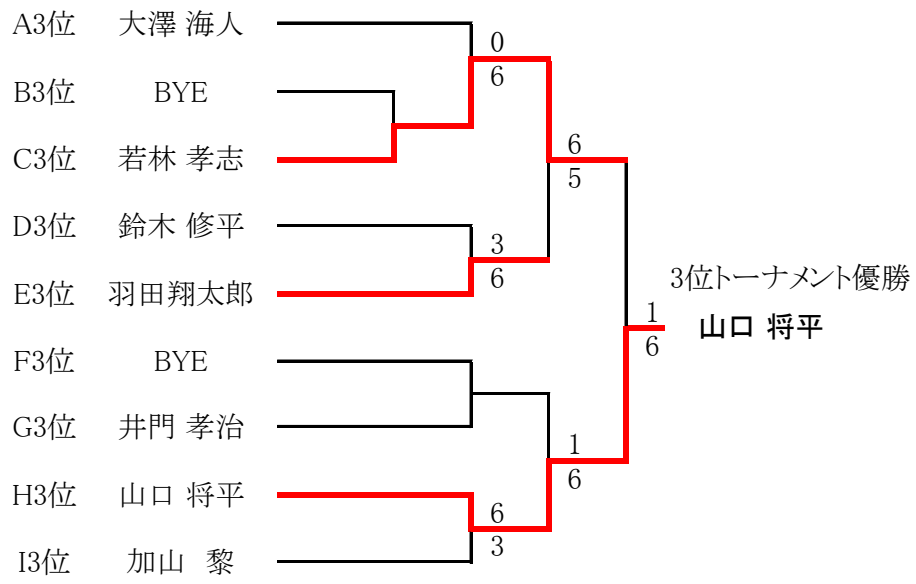 A3位 大澤 海人
0
6
B3位 BYE
6
5
C3位 若林 孝志
D3位 鈴木 修平
3
6
E3位 羽田翔太郎
3位トーナメント優勝
1
6
山口 将平
F3位 BYE
G3位 井門 孝治
1
6
H3位 山口 将平
6
3
I3位 加山 黎